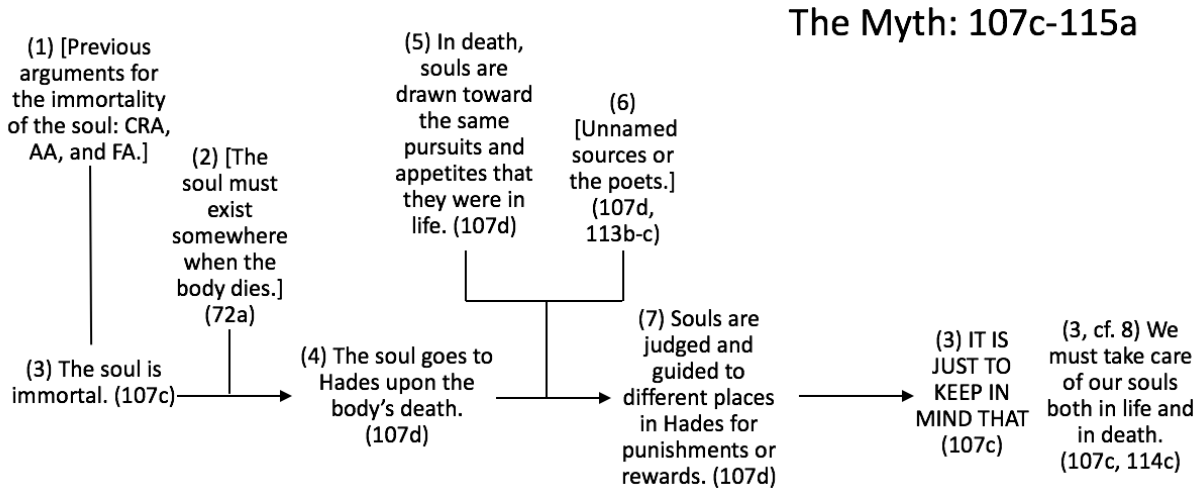 The Myth: 107c-115a
(1) [Previous
arguments for
the immortality
of the soul: CRA,
AA, and FA.]
(2) [The
soul must
exist
somewhere
when the
body dies.]
(72a)
(3) The soul is
immortal. (107c)
(4) The soul goes to
Hades upon the
body’s death.
(107d)
(5) In death,
souls are
drawn toward
the same
pursuits and
appetites that
they were in
life. (107d)
(6)
[Unnamed
sources or
the poets.]
(107d,
113b-c)
(7) Souls are
judged and
guided to
different places
in Hades for
punishments or
rewards. (107d)
(3) IT IS
JUST TO
KEEP IN
MIND THAT
(107c)
(3, cf. 8) We
must take care
of our souls
both in life and
in death.
(107c, 114c)